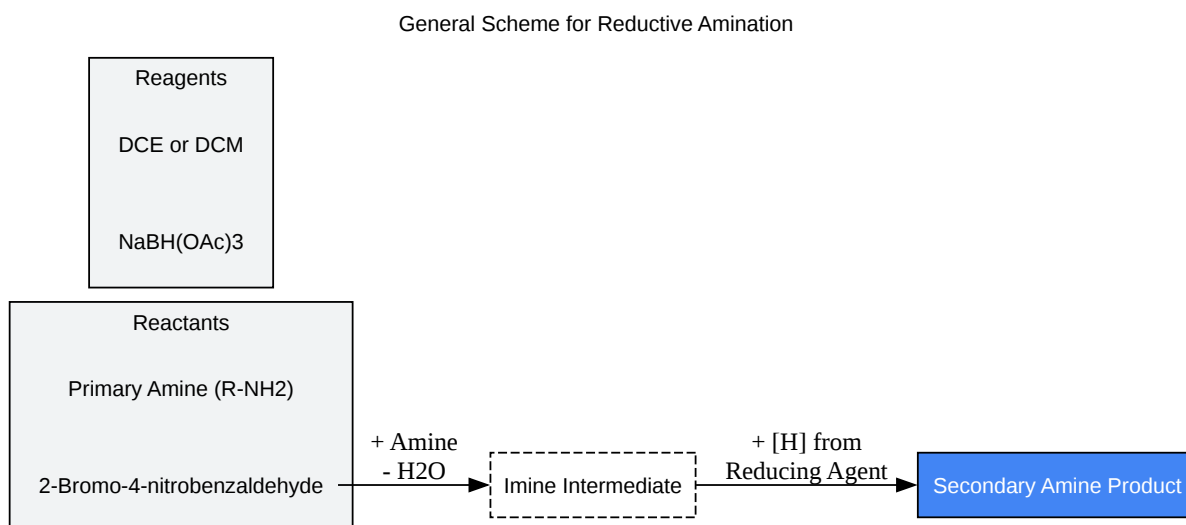 General Scheme for Reductive Amination
Reagents
DCE or DCM
NaBH(OAc)3
Reactants
Primary Amine (R-NH2)
2-Bromo-4-nitrobenzaldehyde
+ Amine
- H2O
Imine Intermediate
+ [H] from
Reducing Agent
Secondary Amine Product